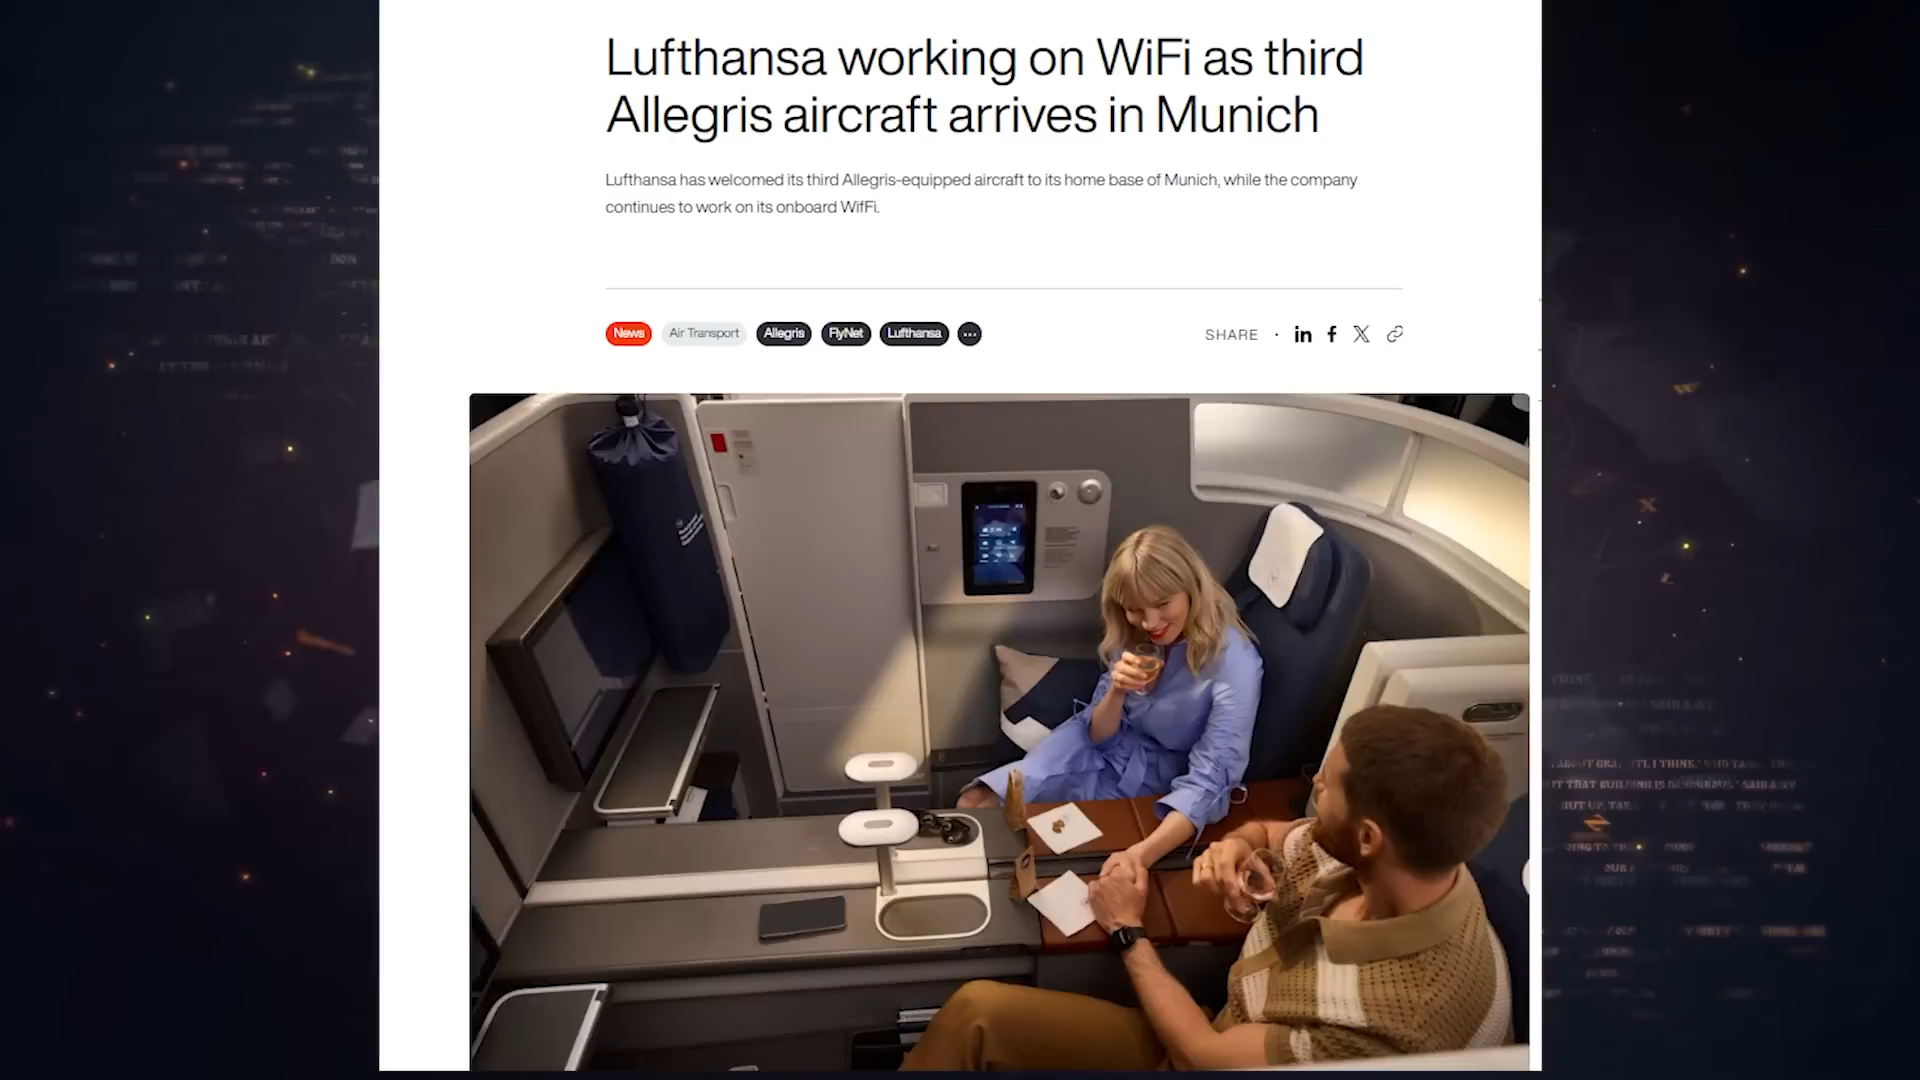 Lufthansa working on WiFi as third
Allegris aircraft arrives in Munich
Lufthansa has welcomed its third Allegris-equipped aircraft to its home base of Munich, while the company
continues to work on its onboard WifFi.
News Air Transport Allegris FlyNet Lufthansa ...
SHARE · in f X